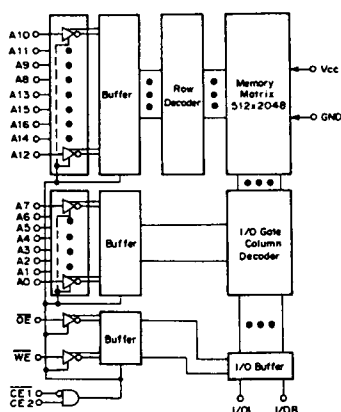 A10
A11
A9
A8
A13
A15
A16
A14
A12
Buffer
Row
Decoder
Memory
Matrix
512x2048
Vcc
GND
A7
A6
A5
A4
A3
A2
A1
A0
Buffer
I/O Gate
Column
Decoder
OE
WE
CE1
CE2
Buffer
I/O Buffer
I/O1
I/O8